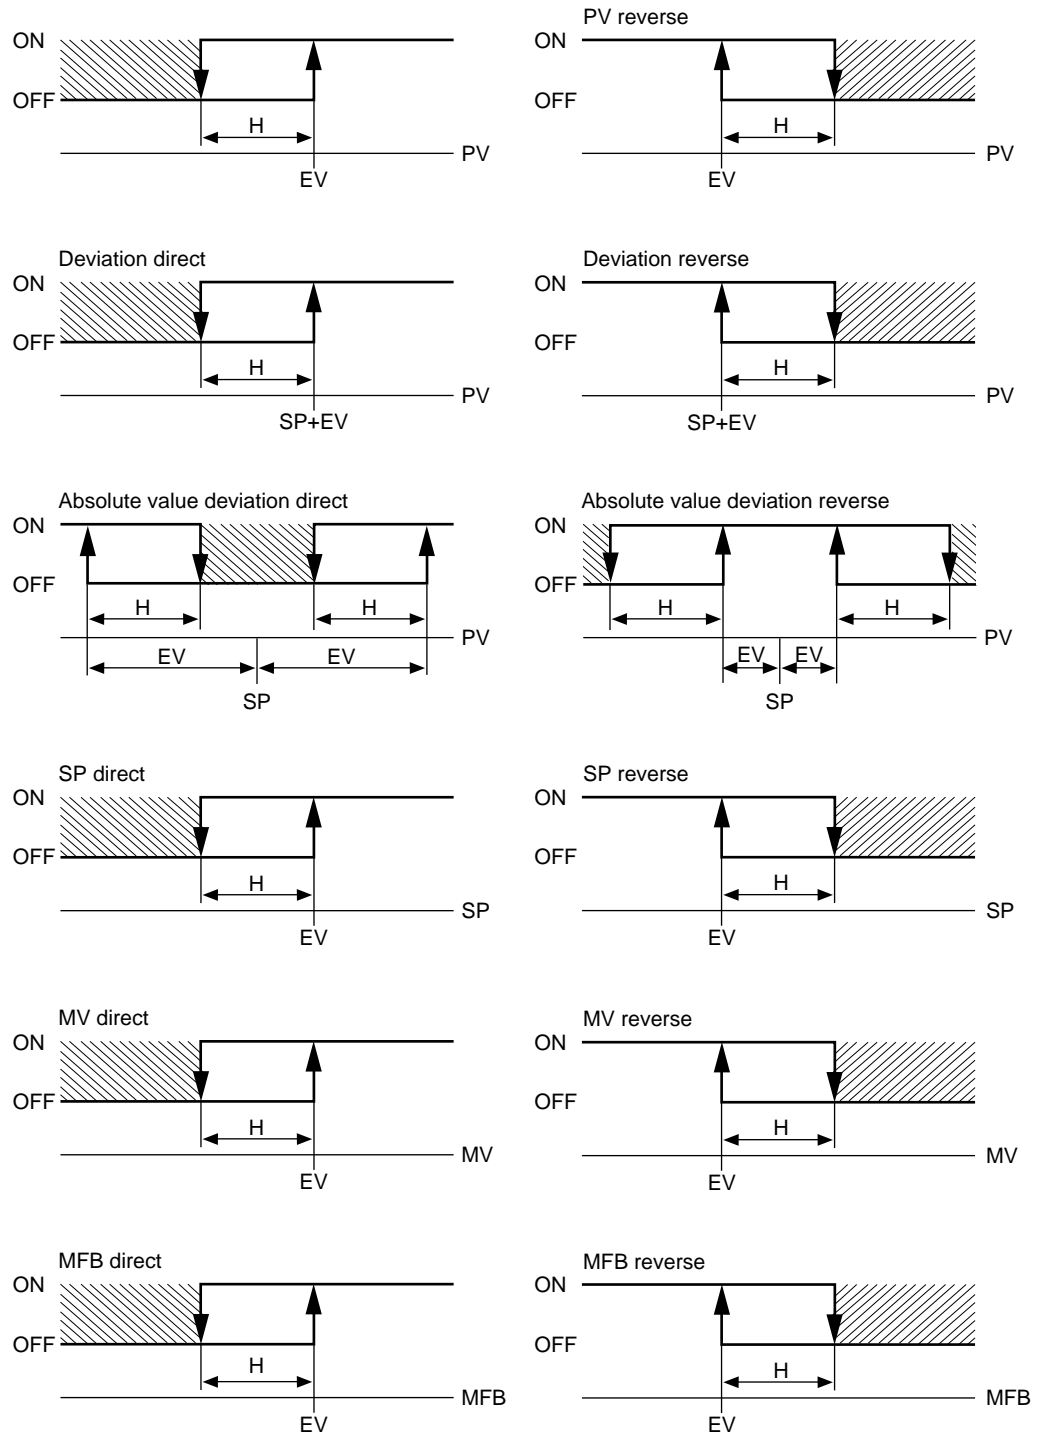 PV reverse
ON
OFF
H
PV
EV
ON
OFF
H
PV
EV
Deviation direct
ON
OFF
H
PV
SP+EV
Deviation reverse
ON
OFF
H
PV
SP+EV
Absolute value deviation direct
ON
OFF
H H
PV
EV EV
SP
Absolute value deviation reverse
ON
OFF
H H
PV
EV EV
SP
SP direct
ON
OFF
H
SP
EV
SP reverse
ON
OFF
H
SP
EV
MV direct
ON
OFF
H
MV
EV
MV reverse
ON
OFF
H
MV
EV
MFB direct
ON
OFF
H
MFB
EV
MFB reverse
ON
OFF
H
MFB
EV